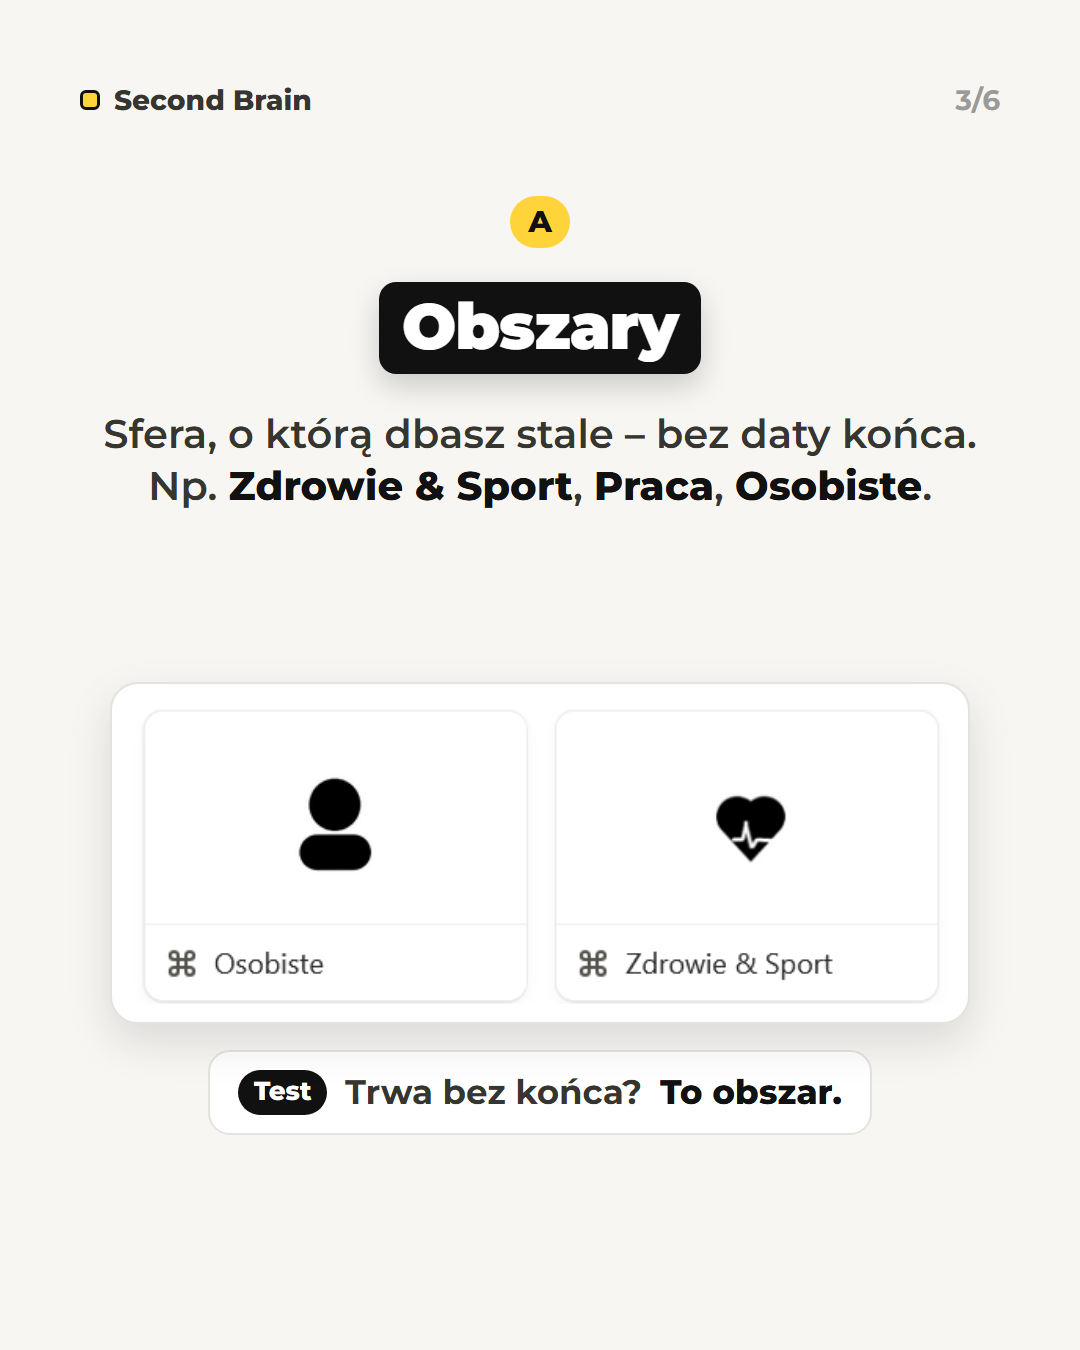 Second Brain
3/6
A
Obszary
Sfera, o którą dbasz stale – bez daty końca.
Np. Zdrowie & Sport, Praca, Osobiste.
⌘ Osobiste
⌘ Zdrowie & Sport
Test Trwa bez końca? To obszar.